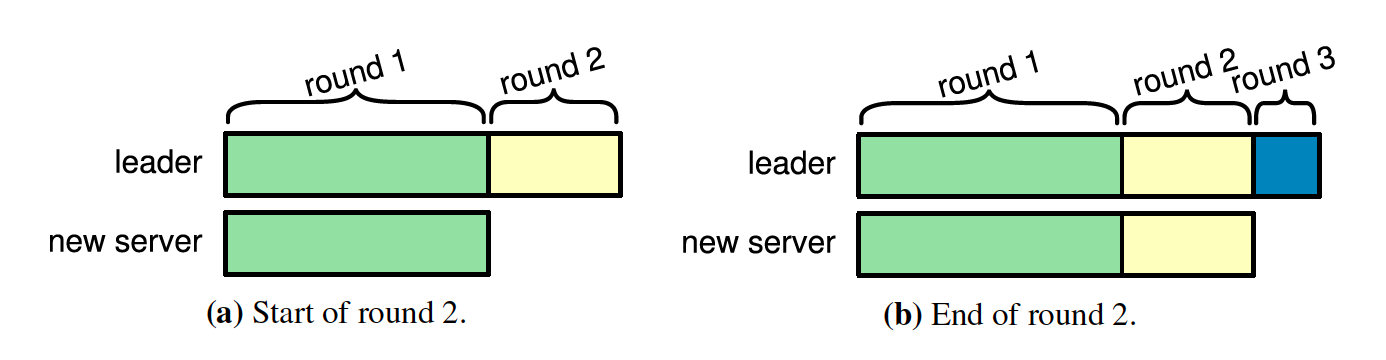 round 1 round 2
leader
new server
(a) Start of round 2.
round 1 round 2 round 3
leader
new server
(b) End of round 2.